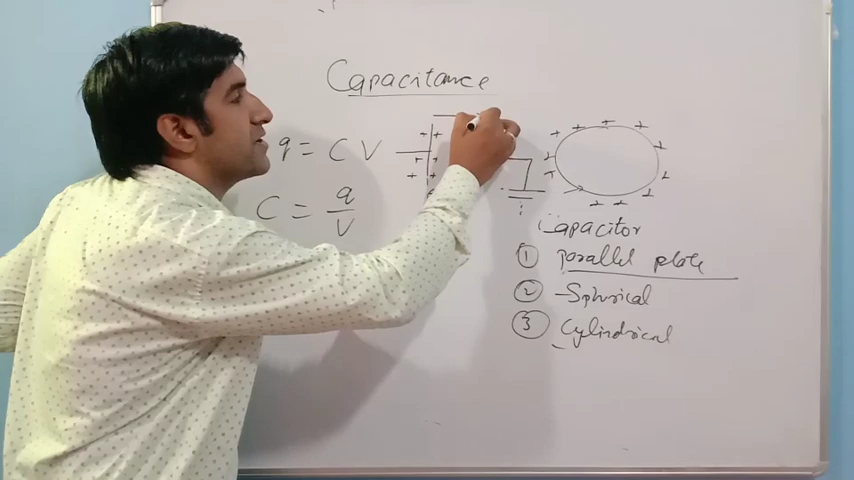 Capacitance
q = CV
C = q/V
Capacitor
① parallel plate
② Spherical
③ Cylindrical